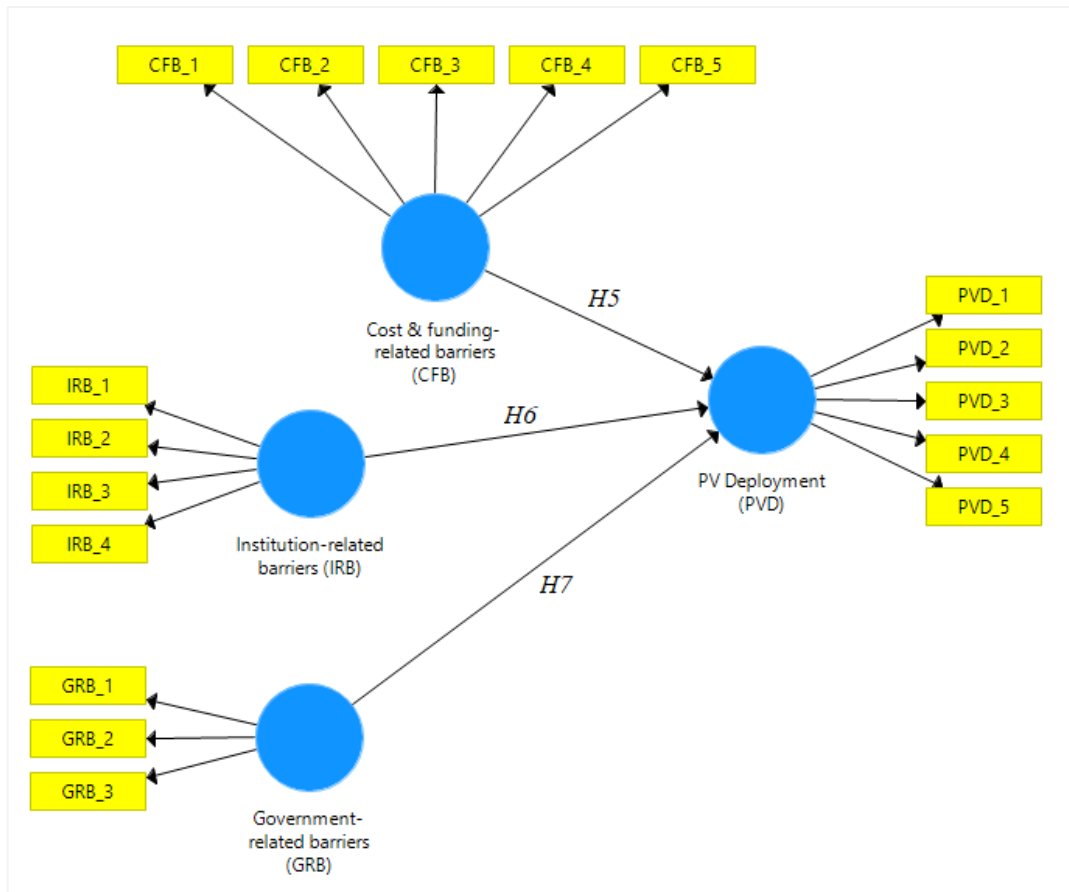 CFB_1
CFB_2
CFB_3
CFB_4
CFB_5
Cost & funding-
related barriers
(CFB)
H5
PVD_1
PVD_2
PVD_3
PVD_4
PVD_5
PV Deployment
(PVD)
IRB_1
IRB_2
IRB_3
IRB_4
Institution-related
barriers (IRB)
H6
H7
GRB_1
GRB_2
GRB_3
Government-
related barriers
(GRB)